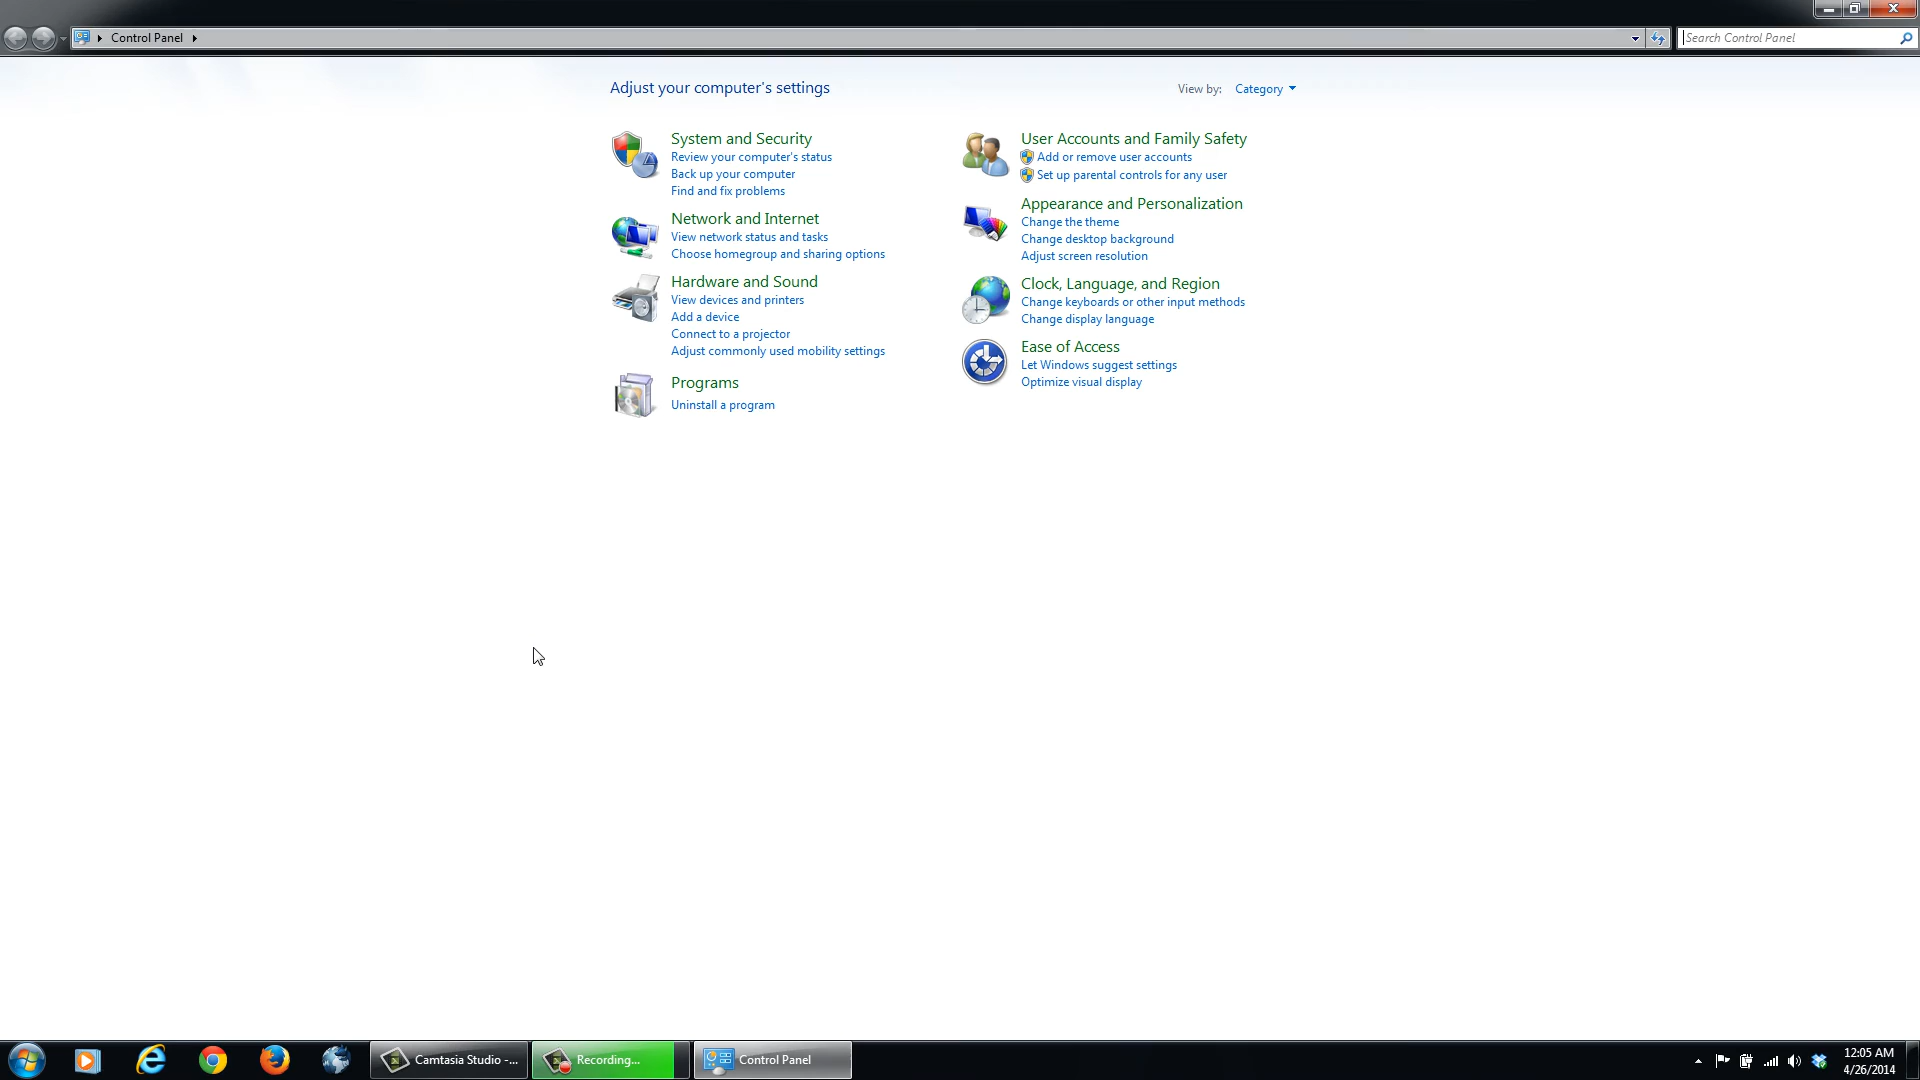 Control Panel
Search Control Panel
Adjust your computer's settings
View by: Category
System and Security
Review your computer's status
Back up your computer
Find and fix problems
Network and Internet
View network status and tasks
Choose homegroup and sharing options
Hardware and Sound
View devices and printers
Add a device
Connect to a projector
Adjust commonly used mobility settings
Programs
Uninstall a program
User Accounts and Family Safety
Add or remove user accounts
Set up parental controls for any user
Appearance and Personalization
Change the theme
Change desktop background
Adjust screen resolution
Clock, Language, and Region
Change keyboards or other input methods
Change display language
Ease of Access
Let Windows suggest settings
Optimize visual display
Camtasia Studio -...
Recording...
Control Panel
12:05 AM
4/26/2014